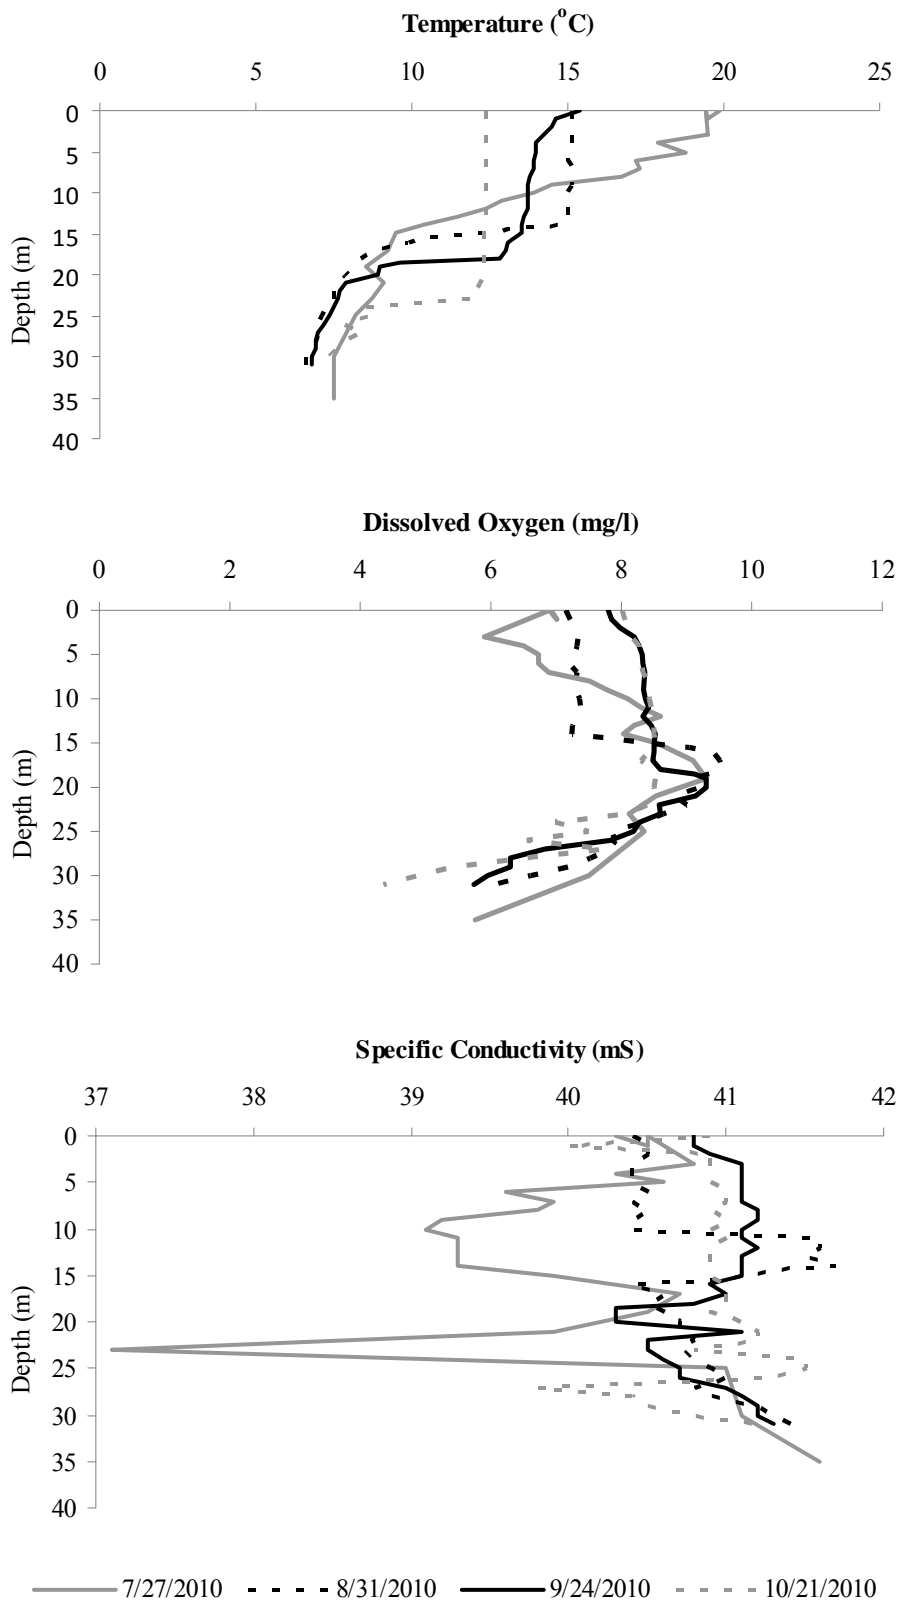 Temperature (°C)
0 5 10 15 20 25
0
5
10
15
20
25
30
35
40
Depth (m)
Dissolved Oxygen (mg/l)
0 2 4 6 8 10 12
0
5
10
15
20
25
30
35
40
Depth (m)
Specific Conductivity (mS)
37 38 39 40 41 42
0
5
10
15
20
25
30
35
40
Depth (m)
7/27/2010 8/31/2010 9/24/2010 10/21/2010